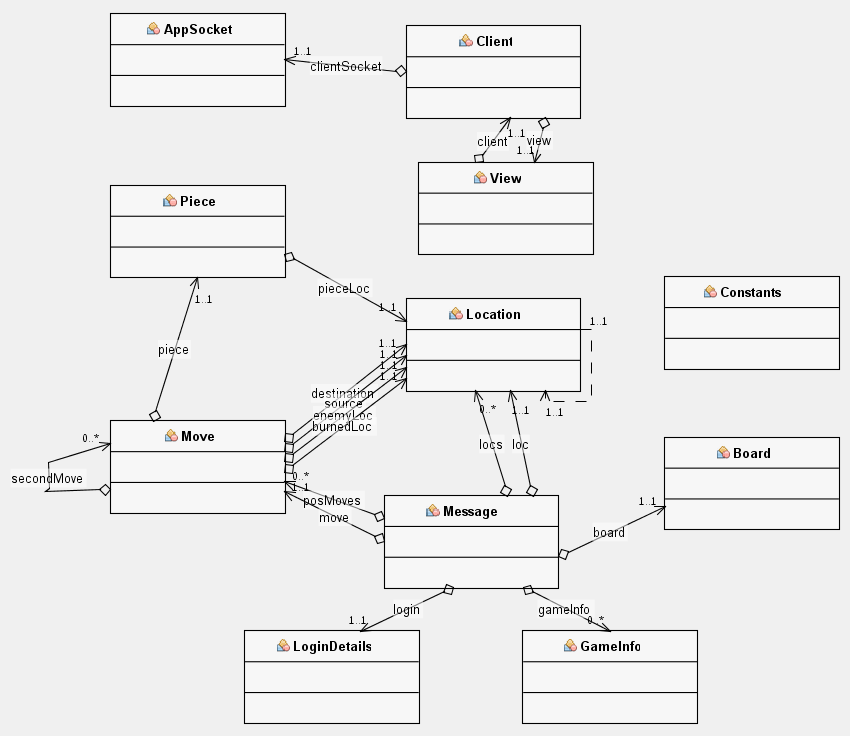 AppSocket
Client
1..1
clientSocket
client
1..1
view
1..1
View
Piece
pieceLoc
1..1
1..1
piece
Location
1..1
Constants
1..1
1..1
1..1
1..1
destination
source
enemyLoc
burnedLoc
0..*
1..1
1..1
Move
0..*
secondMove
locs
loc
Board
0..*
1..1
posMoves
move
Message
1..1
board
login
gameInfo
1..1
0..*
LoginDetails
GameInfo